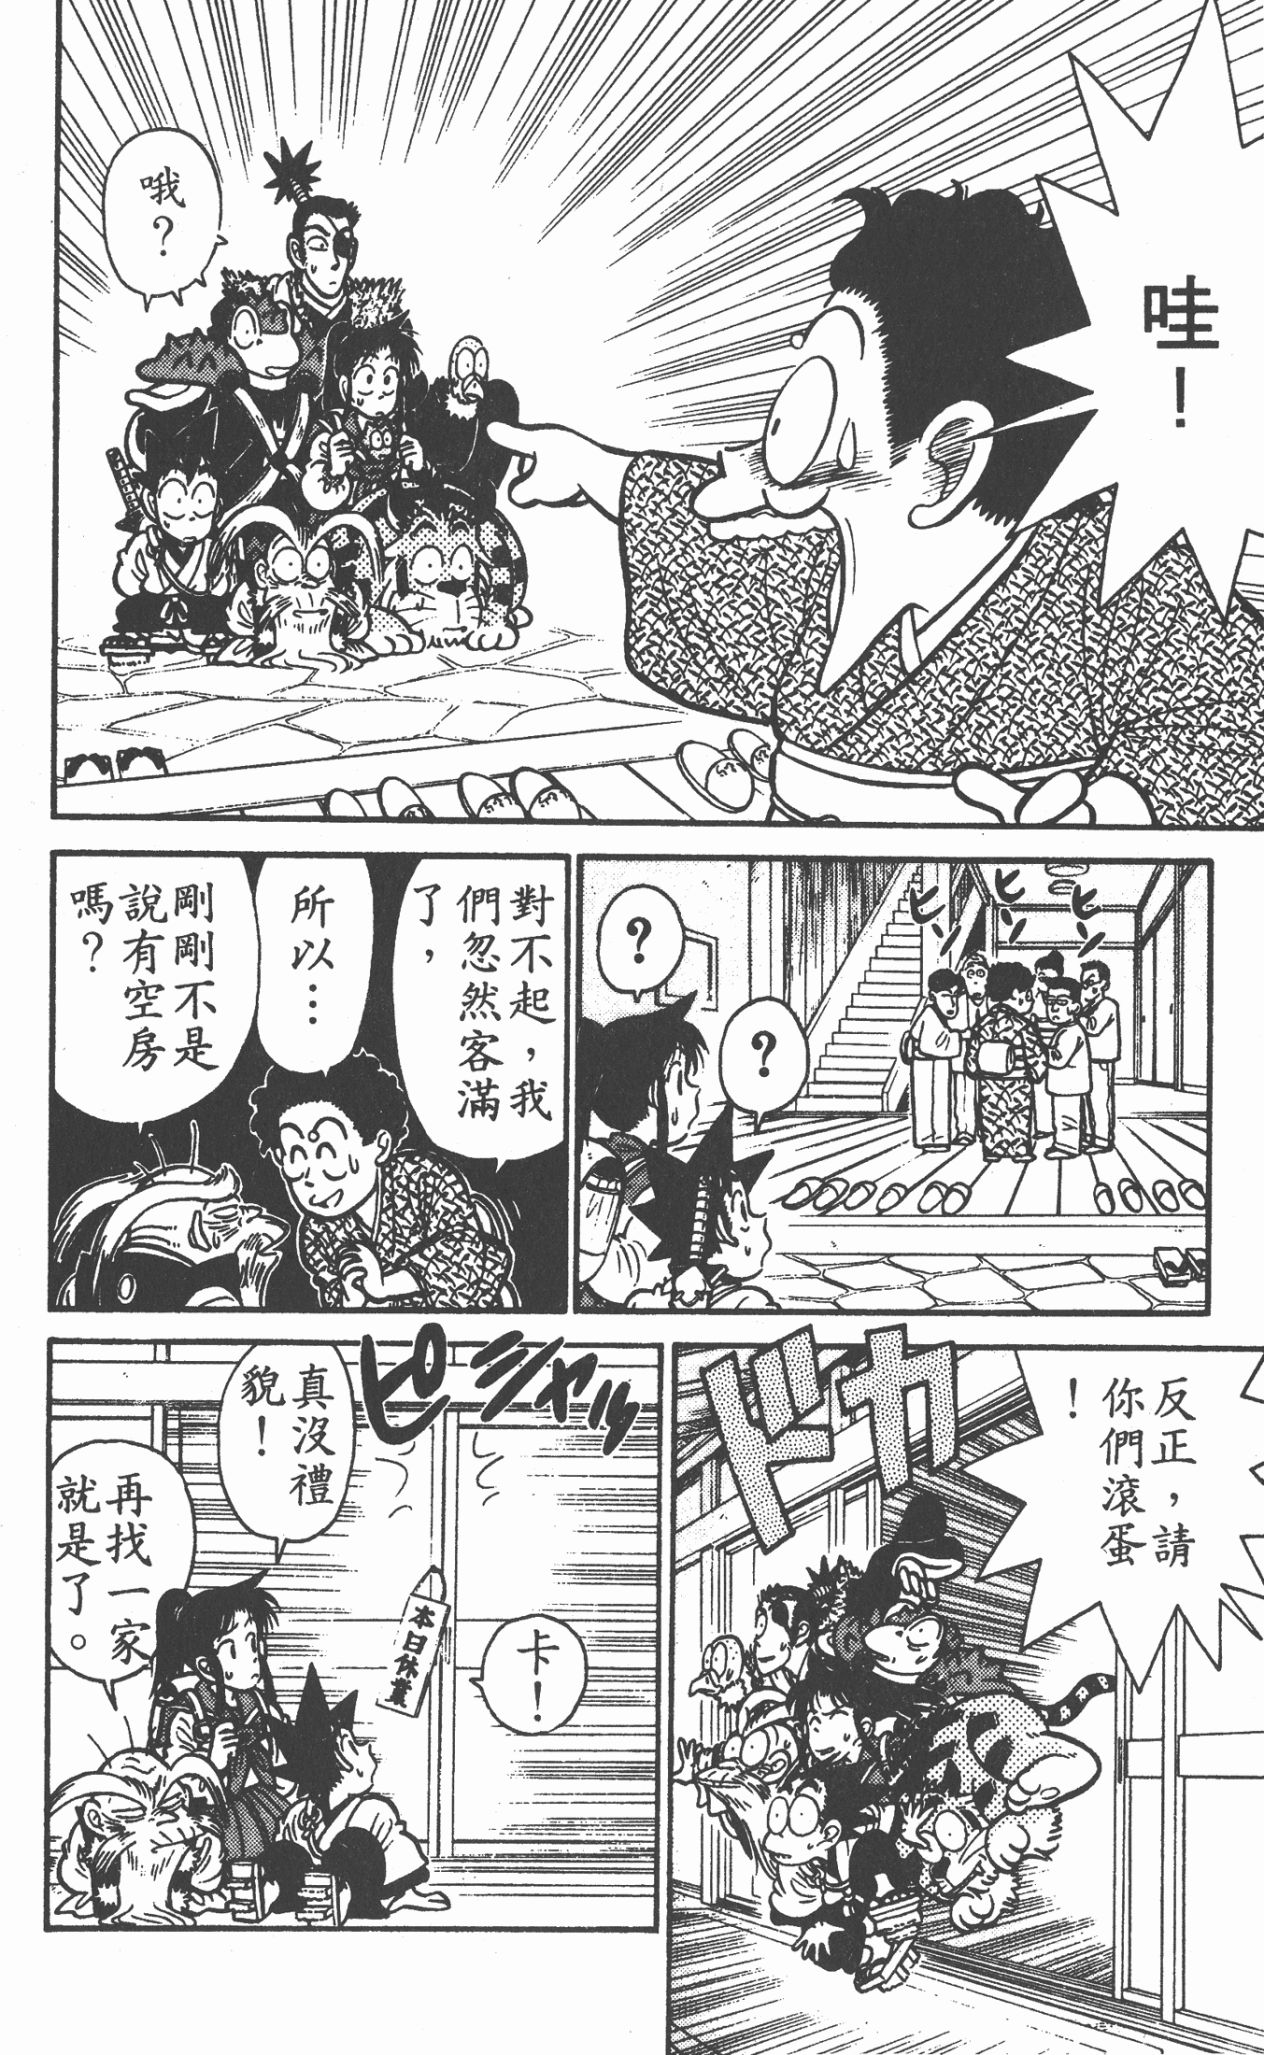 哇！
哦？
ヒソ
ヒソ
ヒソ
？
？
對不起，我
們忽然客滿
了，
所以…
剛剛不是
說有空房
嗎？
反正，請
你們滾蛋
！
ドカ
ピシャッ
卡！
本日休業
真沒禮
貌！
再找一家
就是了。